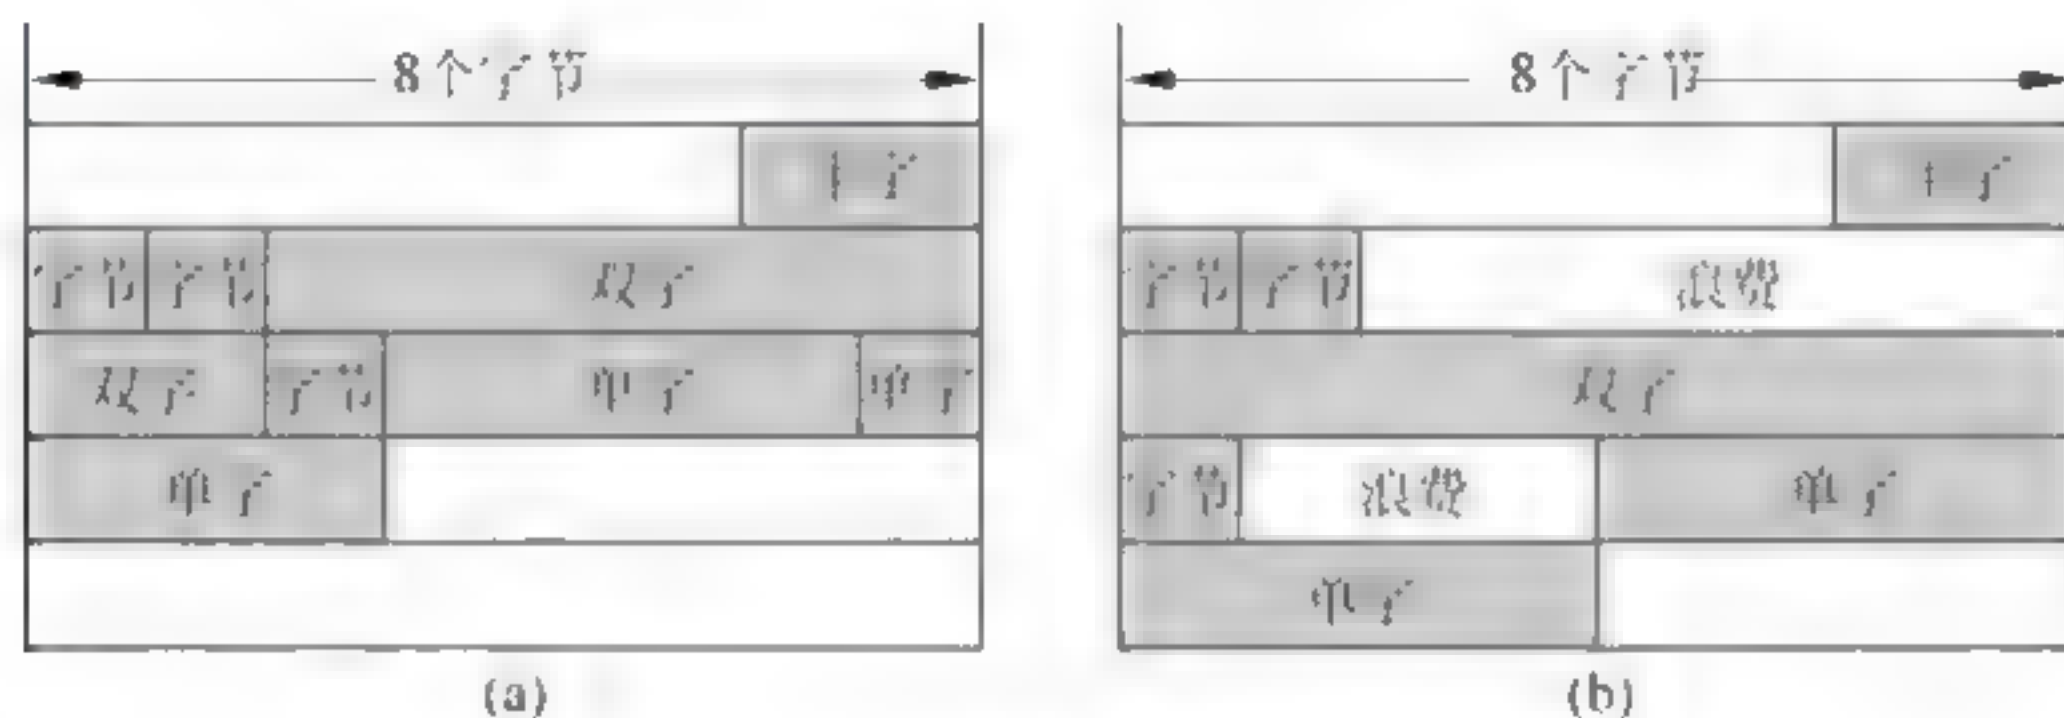 8个字节 8个字节
半字 半字
字节 字节 双字 字节 字节 浪费
双字 字节 单字 单字 双字
单字 字节 浪费 单字
单字
(a) (b)